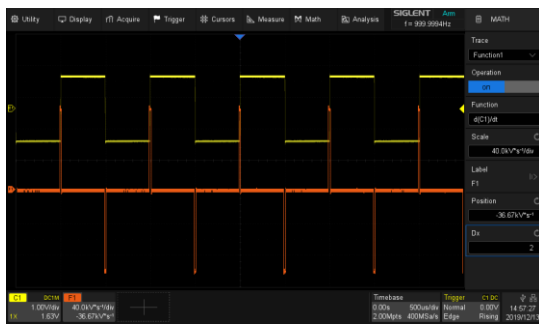 Utility Display Acquire Trigger Cursors Measure Math Analysis SIGLENT Arm MATH
f = 999.9994Hz
Trace
Function1
Operation
on
Function
d(C1)/dt
Scale
40.0kV*s⁻¹/div
Label
F1
Position
-36.67kV*s⁻¹
Dx
2
C1 DC1M F1 Timebase Trigger C1 DC
1.00V/div 40.0kV*s⁻¹/div 0.00s 500us/div Normal 0.00V 14:57:27
1X 1.63V -36.67kV*s⁻¹ 2.00Mpts 400MSa/s Edge Rising 2019/12/13